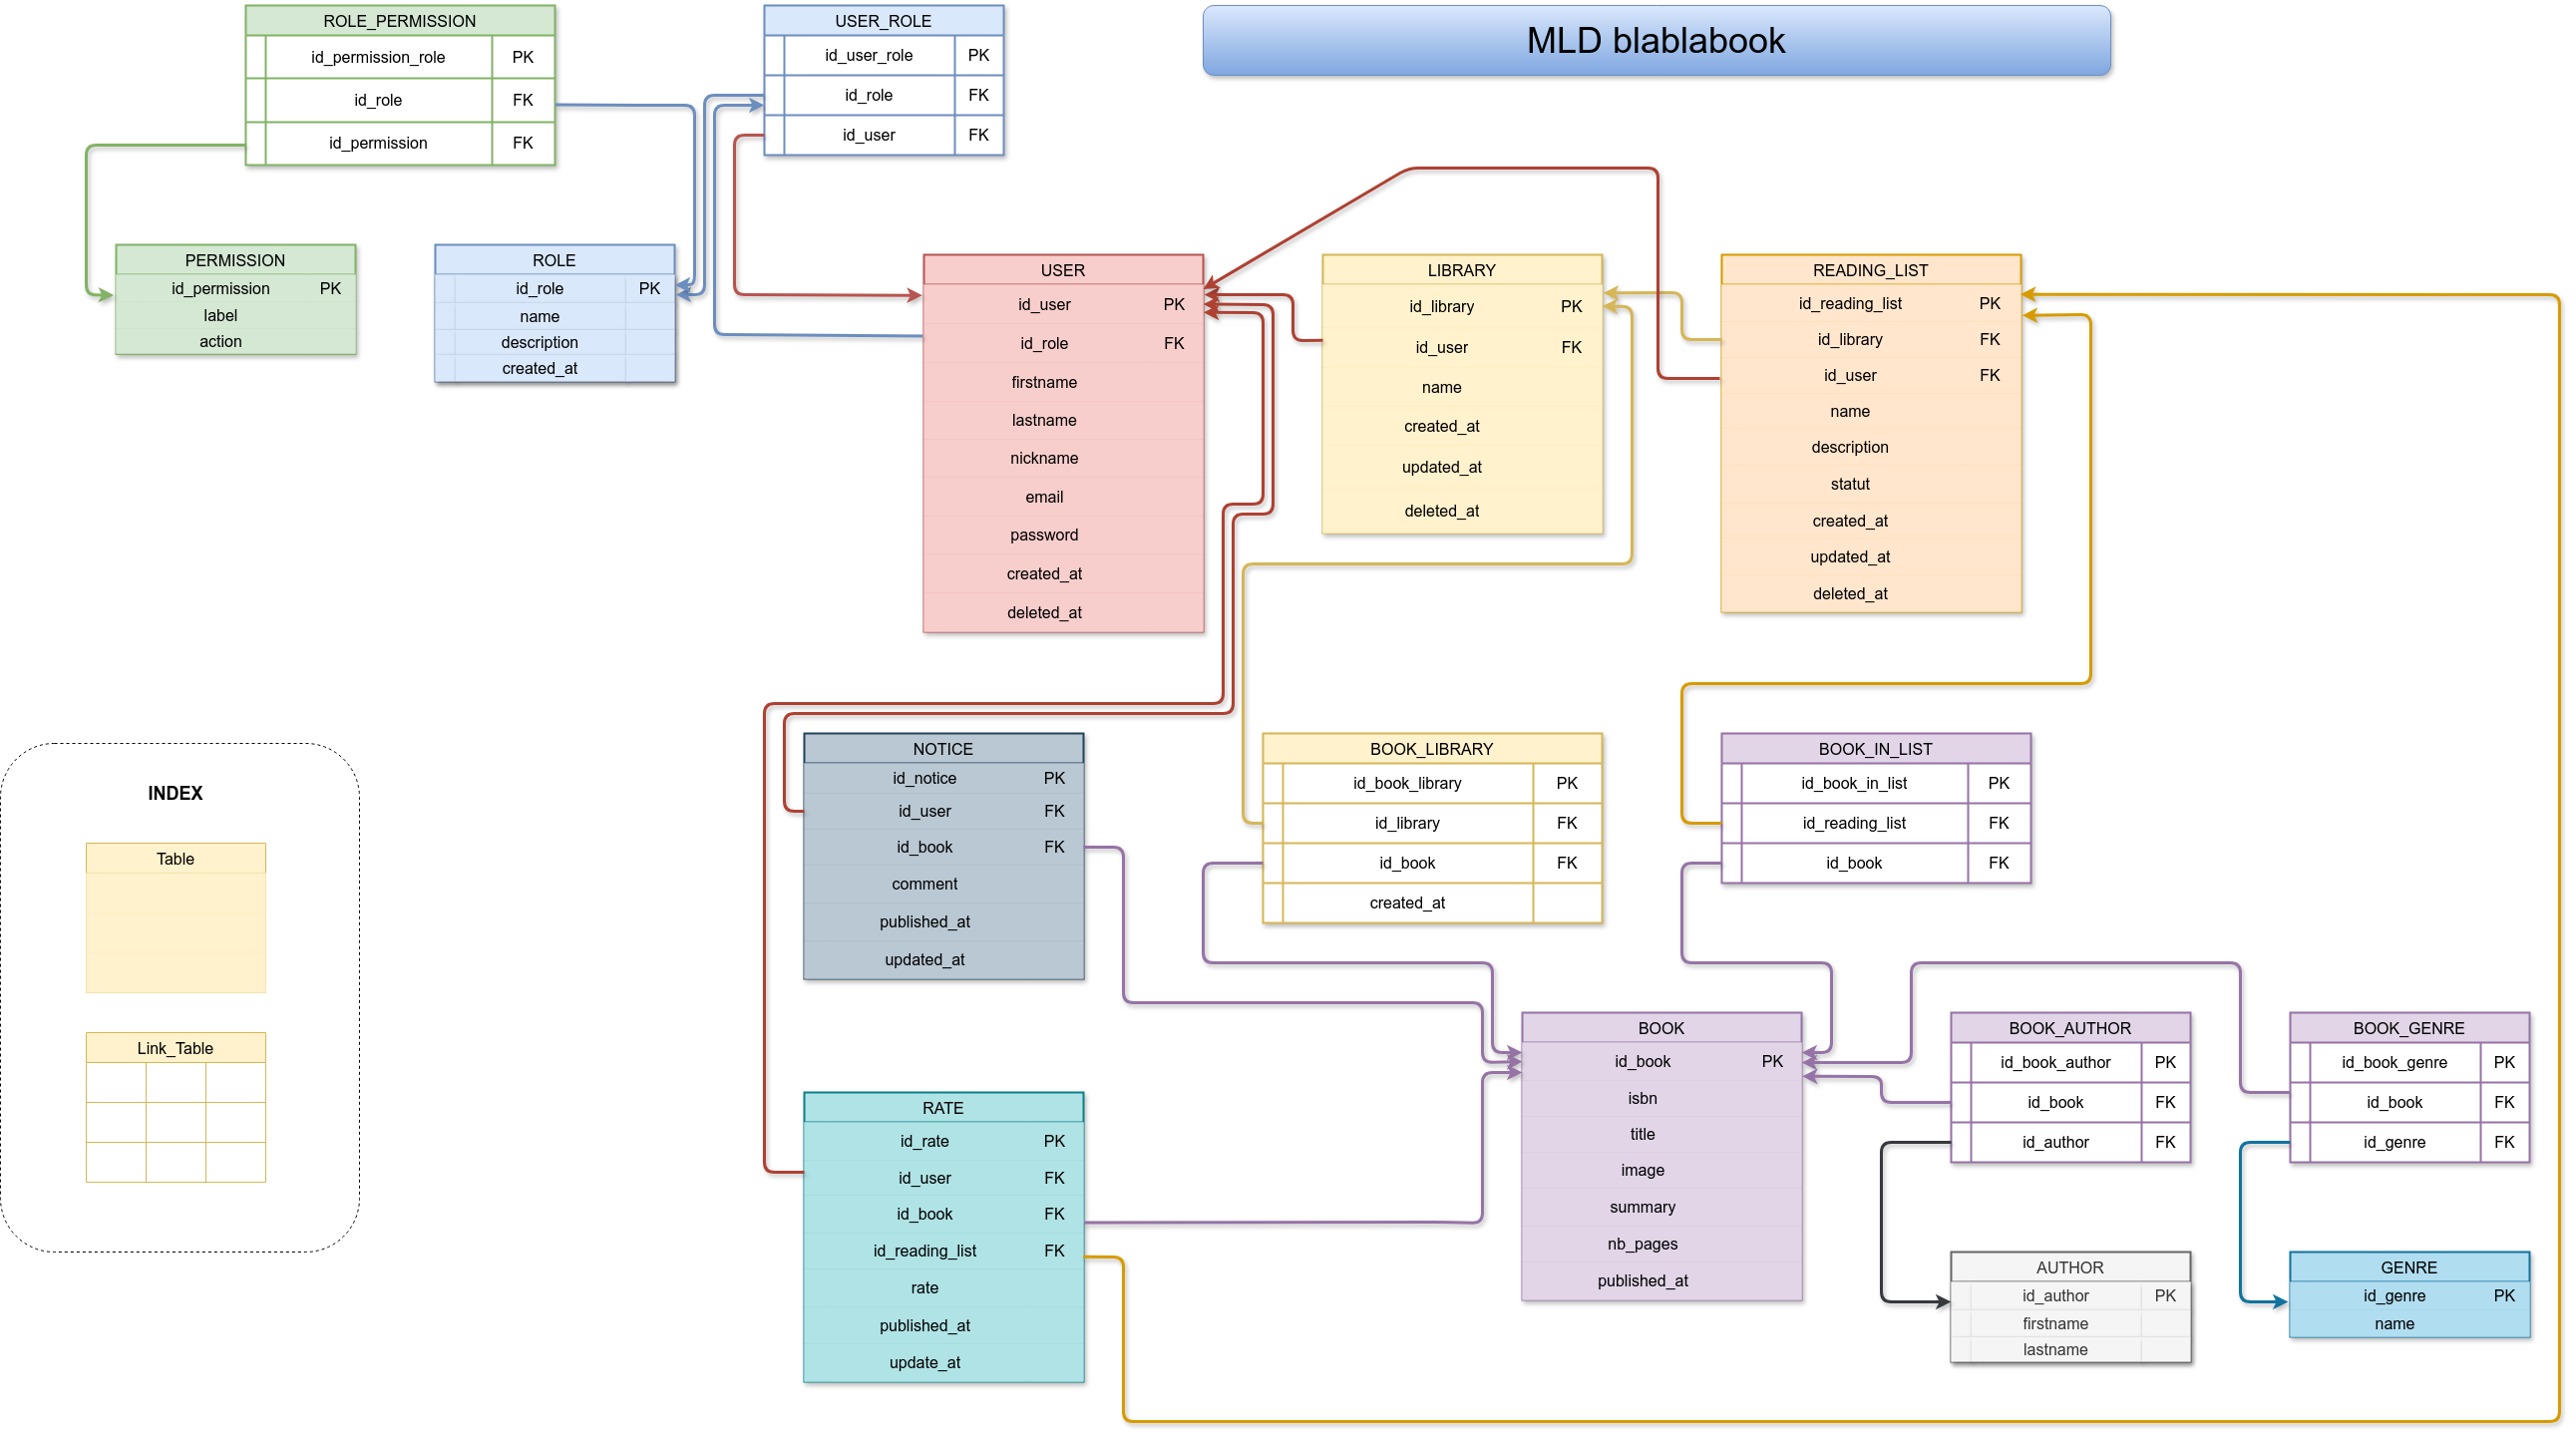 MLD blablabook
ROLE_PERMISSION
id_permission_role PK
id_role FK
id_permission FK
USER_ROLE
id_user_role PK
id_role FK
id_user FK
PERMISSION
id_permission PK
label
action
ROLE
id_role PK
name
description
created_at
USER
id_user PK
id_role FK
firstname
lastname
nickname
email
password
created_at
deleted_at
LIBRARY
id_library PK
id_user FK
name
created_at
updated_at
deleted_at
READING_LIST
id_reading_list PK
id_library FK
id_user FK
name
description
statut
created_at
updated_at
deleted_at
INDEX
Table
Link_Table
NOTICE
id_notice PK
id_user FK
id_book FK
comment
published_at
updated_at
BOOK_LIBRARY
id_book_library PK
id_library FK
id_book FK
created_at
BOOK_IN_LIST
id_book_in_list PK
id_reading_list FK
id_book FK
RATE
id_rate PK
id_user FK
id_book FK
id_reading_list FK
rate
published_at
update_at
BOOK
id_book PK
isbn
title
image
summary
nb_pages
published_at
BOOK_AUTHOR
id_book_author PK
id_book FK
id_author FK
BOOK_GENRE
id_book_genre PK
id_book FK
id_genre FK
AUTHOR
id_author PK
firstname
lastname
GENRE
id_genre PK
name